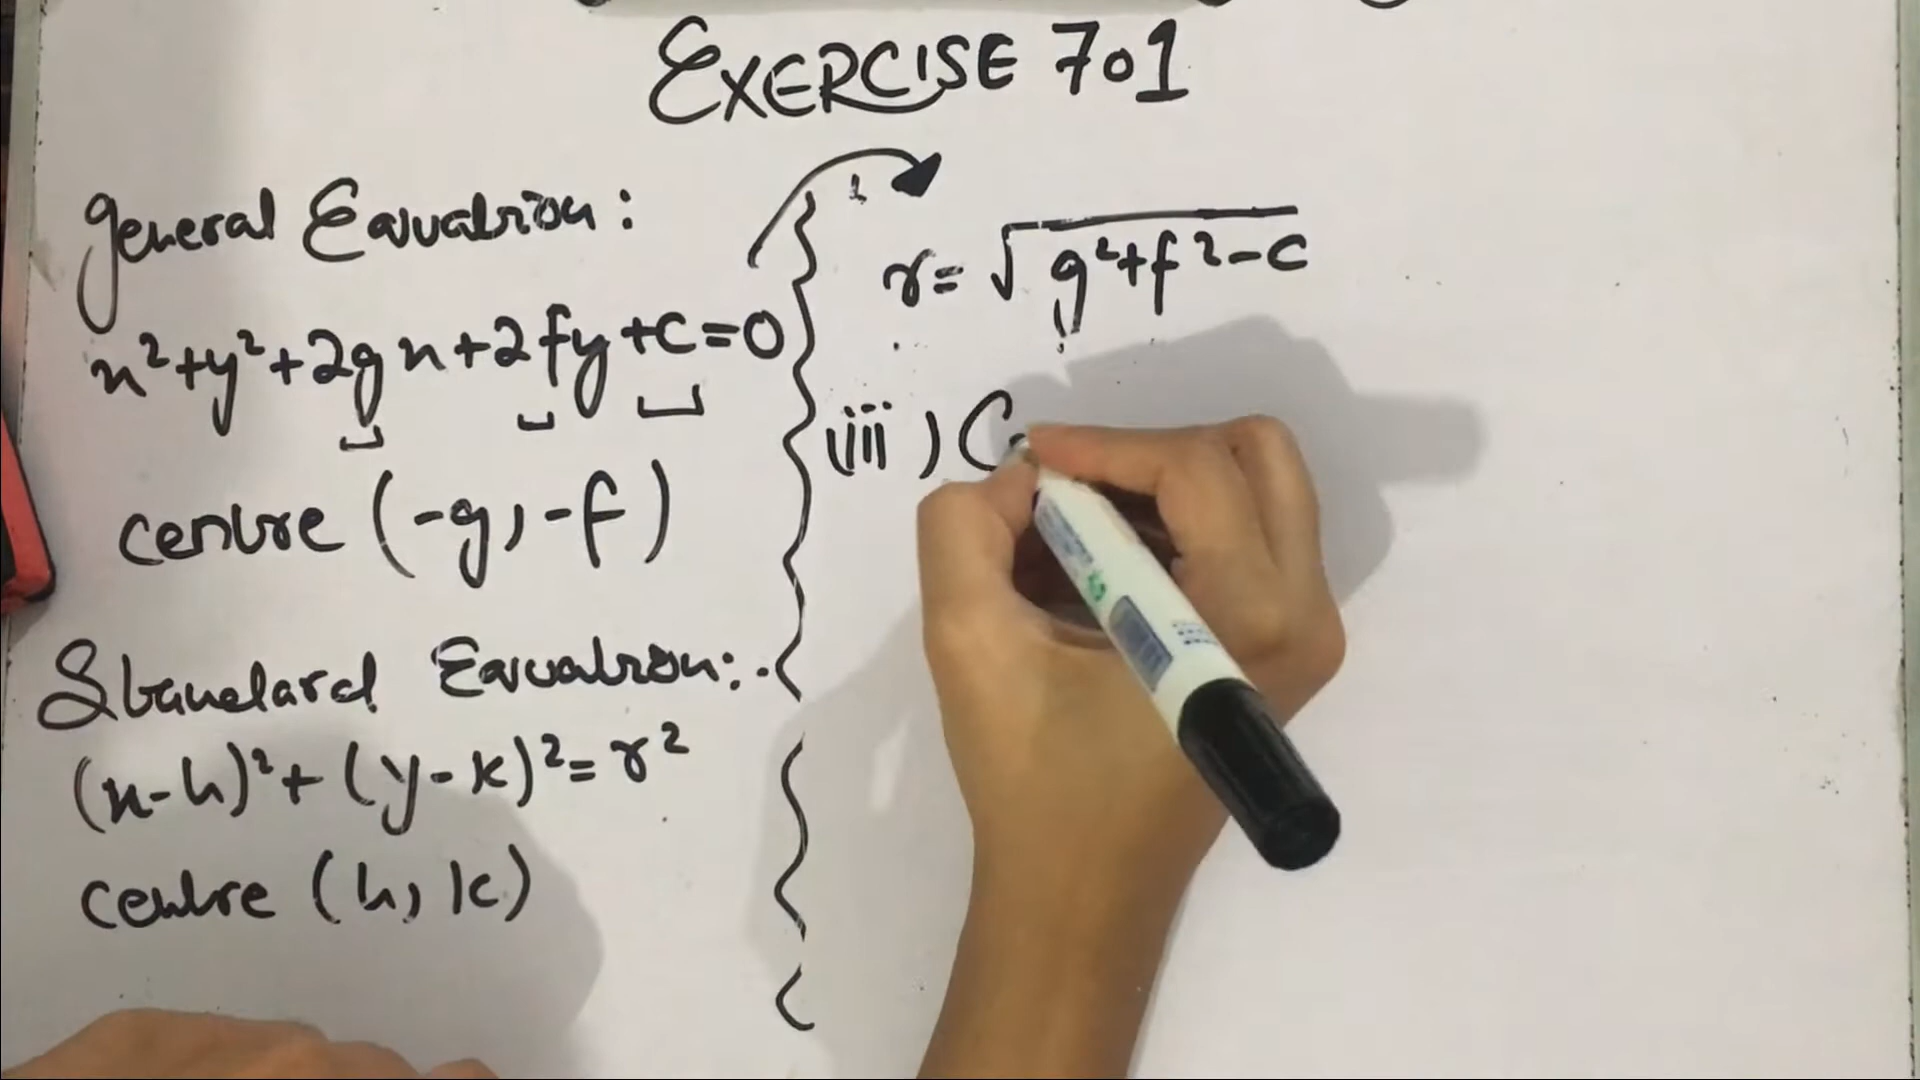 EXERCISE 7.1
General Equation:
x²+y²+2gx+2fy+c=0
centre (-g, -f)
Standard Equation:-
(x-h)²+(y-k)²=r²
centre (h, k)
r=√g²+f²-c
(iii) C